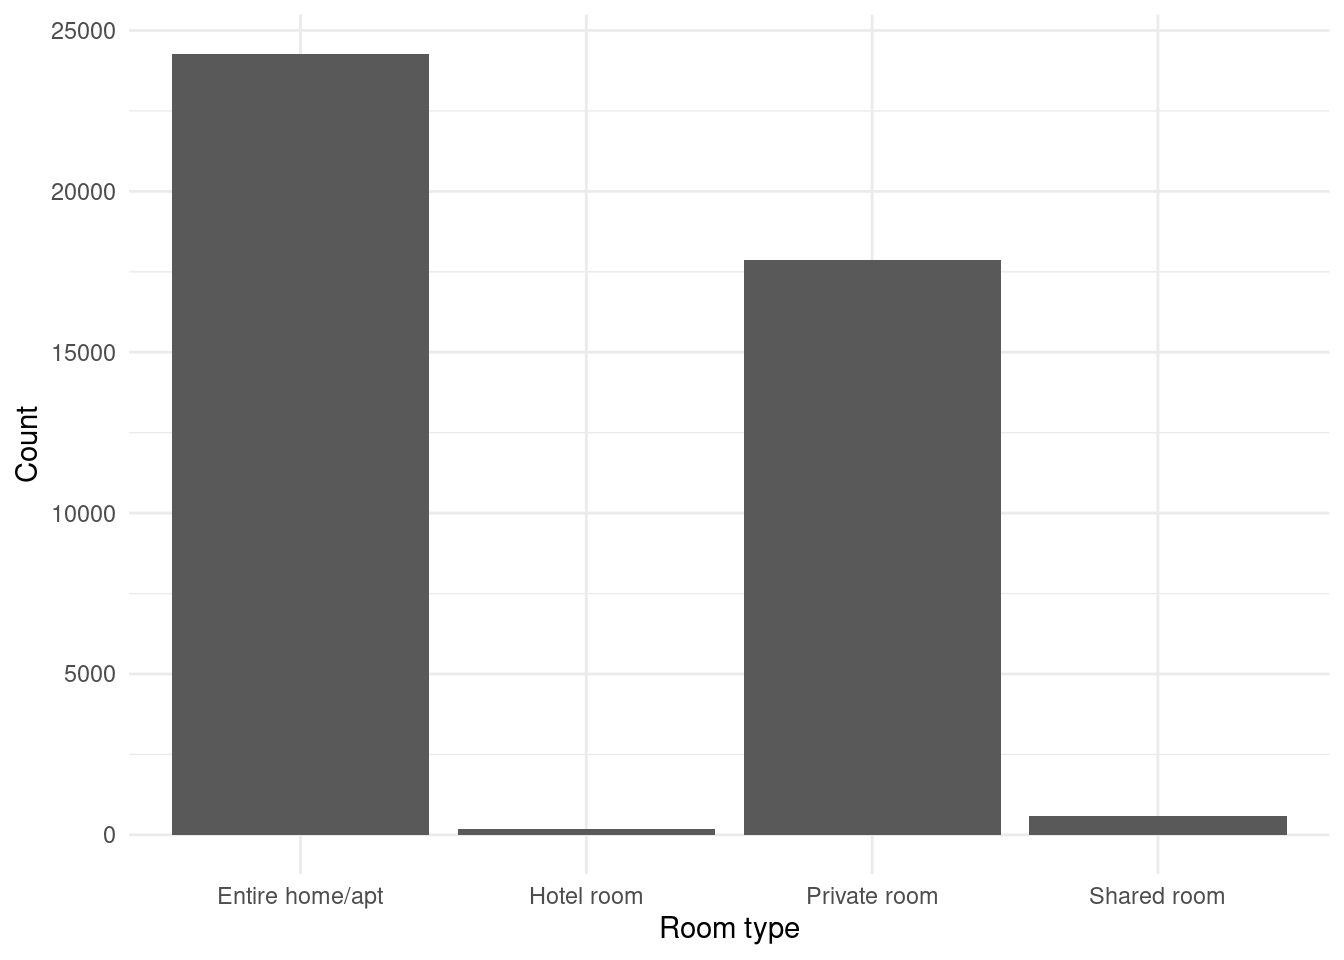 25000
20000
15000
10000
5000
0
Count
Entire home/apt
Hotel room
Private room
Shared room
Room type